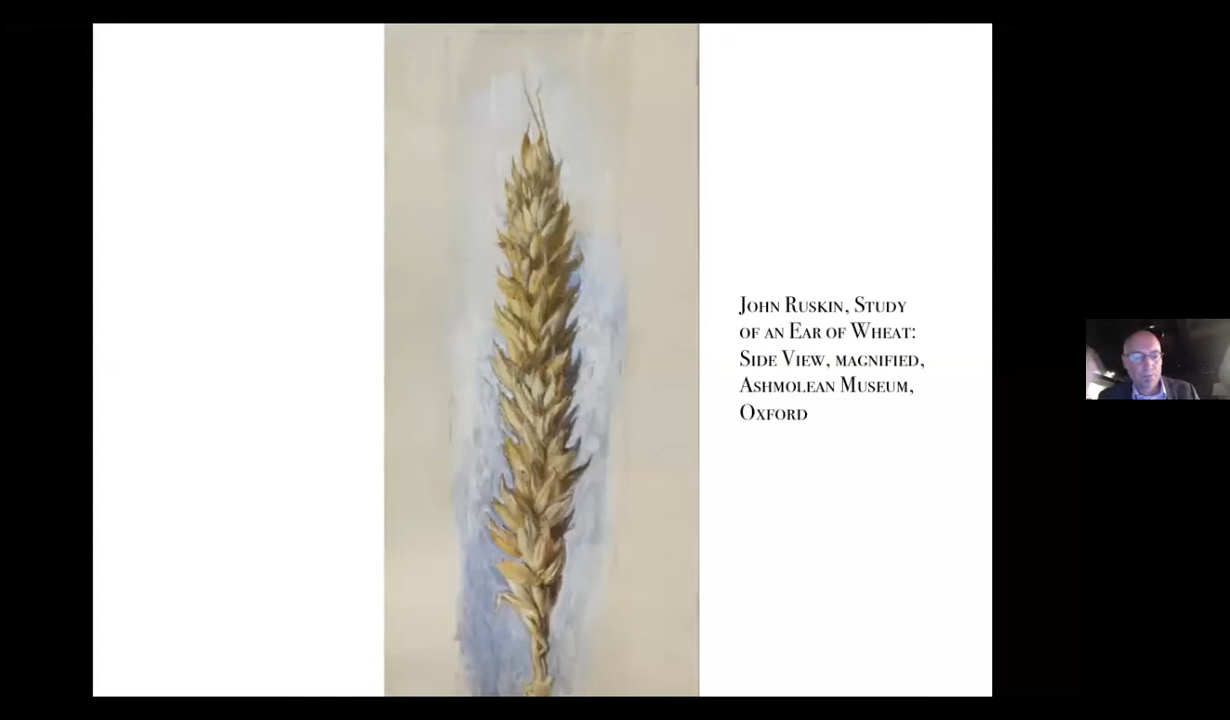 John Ruskin, Study
of an Ear of Wheat:
Side View, magnified,
Ashmolean Museum,
Oxford